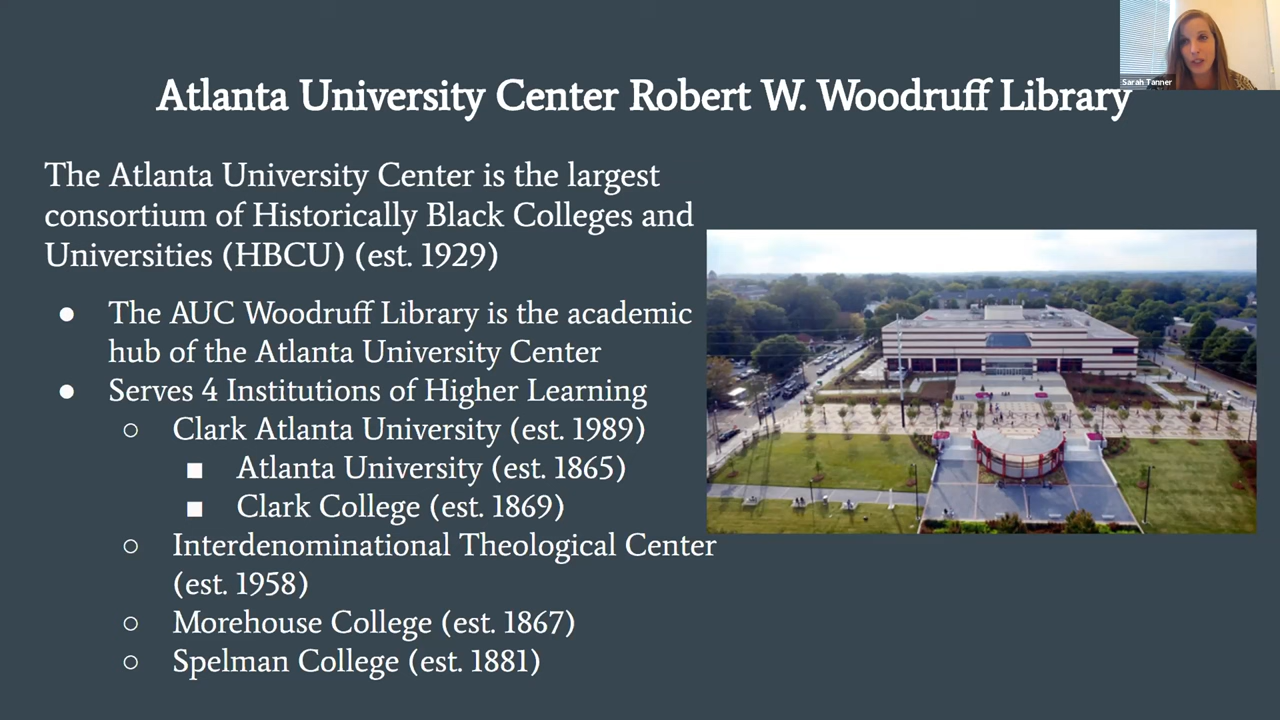 Atlanta University Center Robert W. Woodruff Library
Sarah Tanner
The Atlanta University Center is the largest
consortium of Historically Black Colleges and
Universities (HBCU) (est. 1929)
● The AUC Woodruff Library is the academic
hub of the Atlanta University Center
● Serves 4 Institutions of Higher Learning
○ Clark Atlanta University (est. 1989)
■ Atlanta University (est. 1865)
■ Clark College (est. 1869)
○ Interdenominational Theological Center
(est. 1958)
○ Morehouse College (est. 1867)
○ Spelman College (est. 1881)